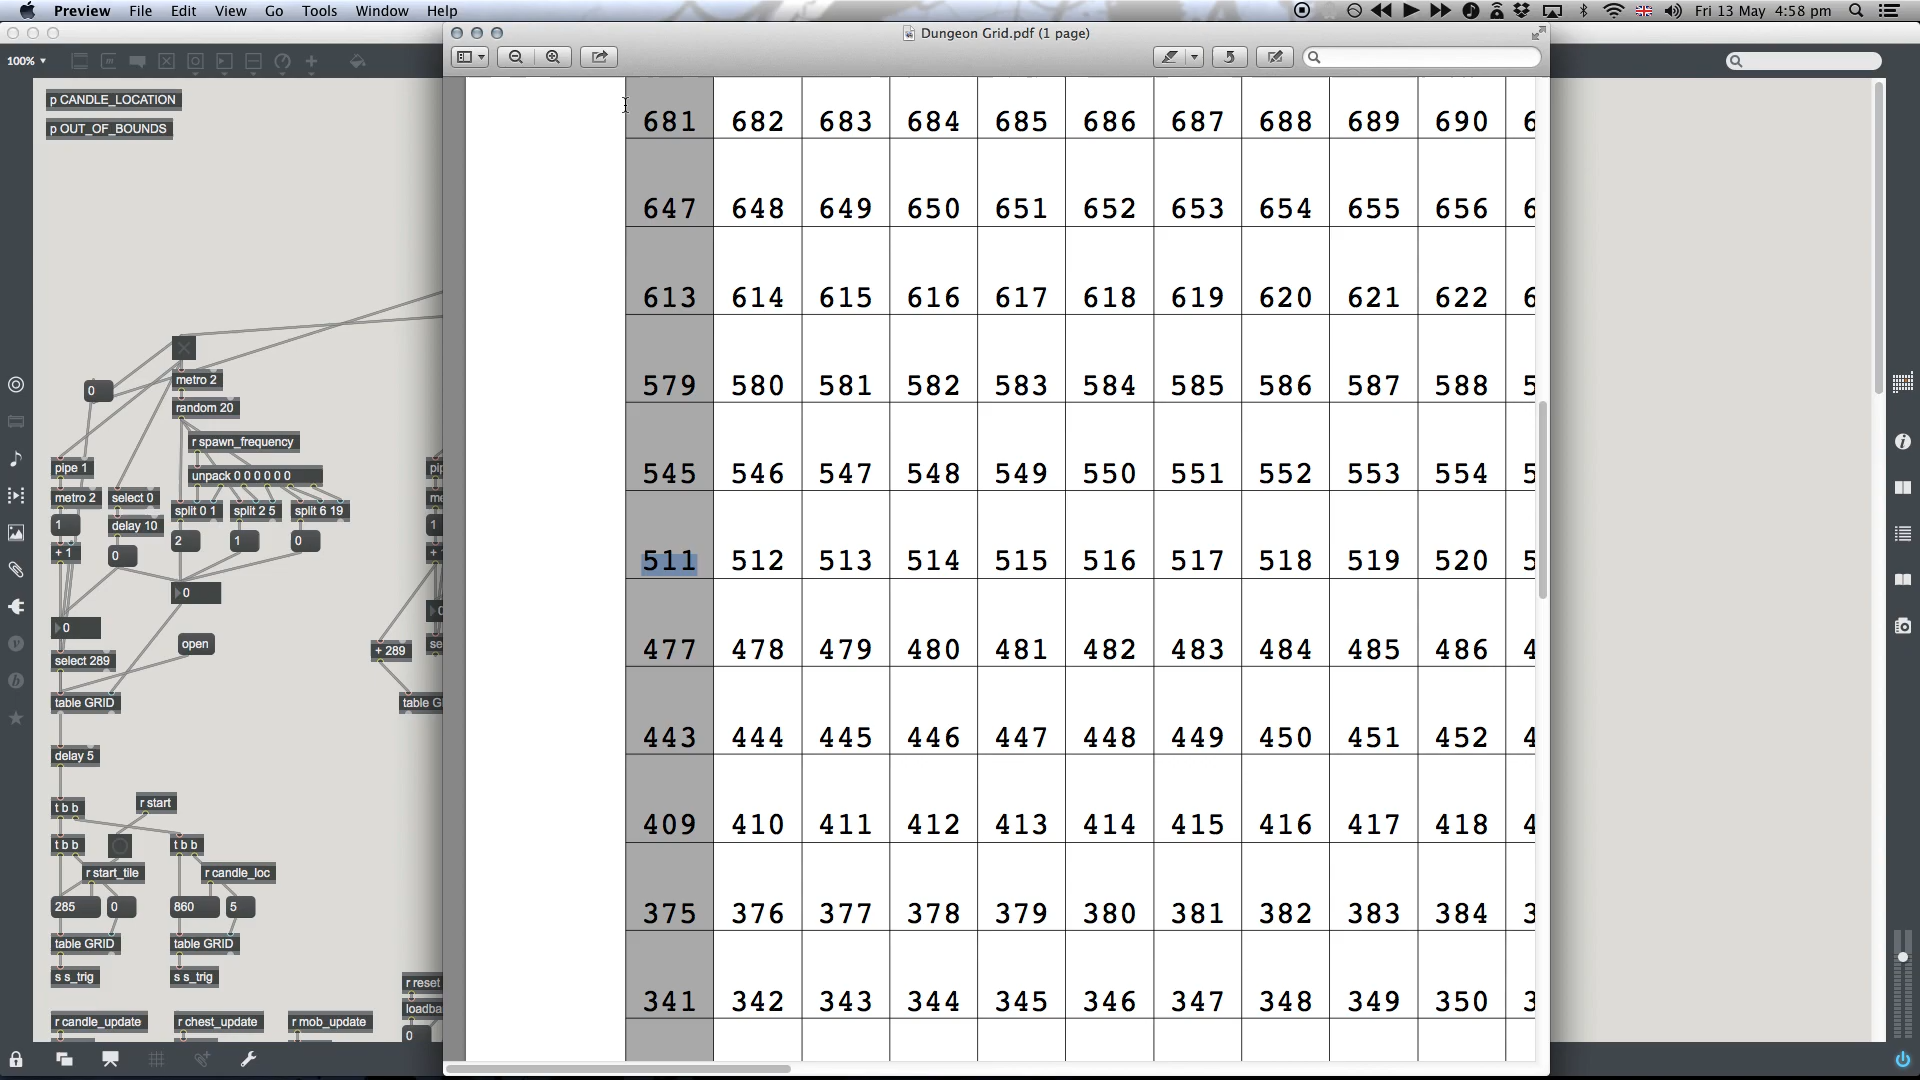 Preview File Edit View Go Tools Window Help
Fri 13 May 4:58 pm
Dungeon Grid.pdf (1 page)
100%
p CANDLE_LOCATION
p OUT_OF_BOUNDS
0
metro 2
random 20
r spawn_frequency
pipe 1
unpack 0 0 0 0 0 0
metro 2
select 0
split 0 1
split 2 5
split 6 19
1
delay 10
2
1
0
+ 1
0
0
0
open
select 289
+ 289
table GRID
delay 5
r start
t b b
t b b
t b b
r start_tile
r candle_loc
285
0
860
5
table GRID
table GRID
s s_trig
s s_trig
r reset
r candle_update
r chest_update
r mob_update
0
681 682 683 684 685 686 687 688 689 690
647 648 649 650 651 652 653 654 655 656
613 614 615 616 617 618 619 620 621 622
579 580 581 582 583 584 585 586 587 588
545 546 547 548 549 550 551 552 553 554
511 512 513 514 515 516 517 518 519 520
477 478 479 480 481 482 483 484 485 486
443 444 445 446 447 448 449 450 451 452
409 410 411 412 413 414 415 416 417 418
375 376 377 378 379 380 381 382 383 384
341 342 343 344 345 346 347 348 349 350